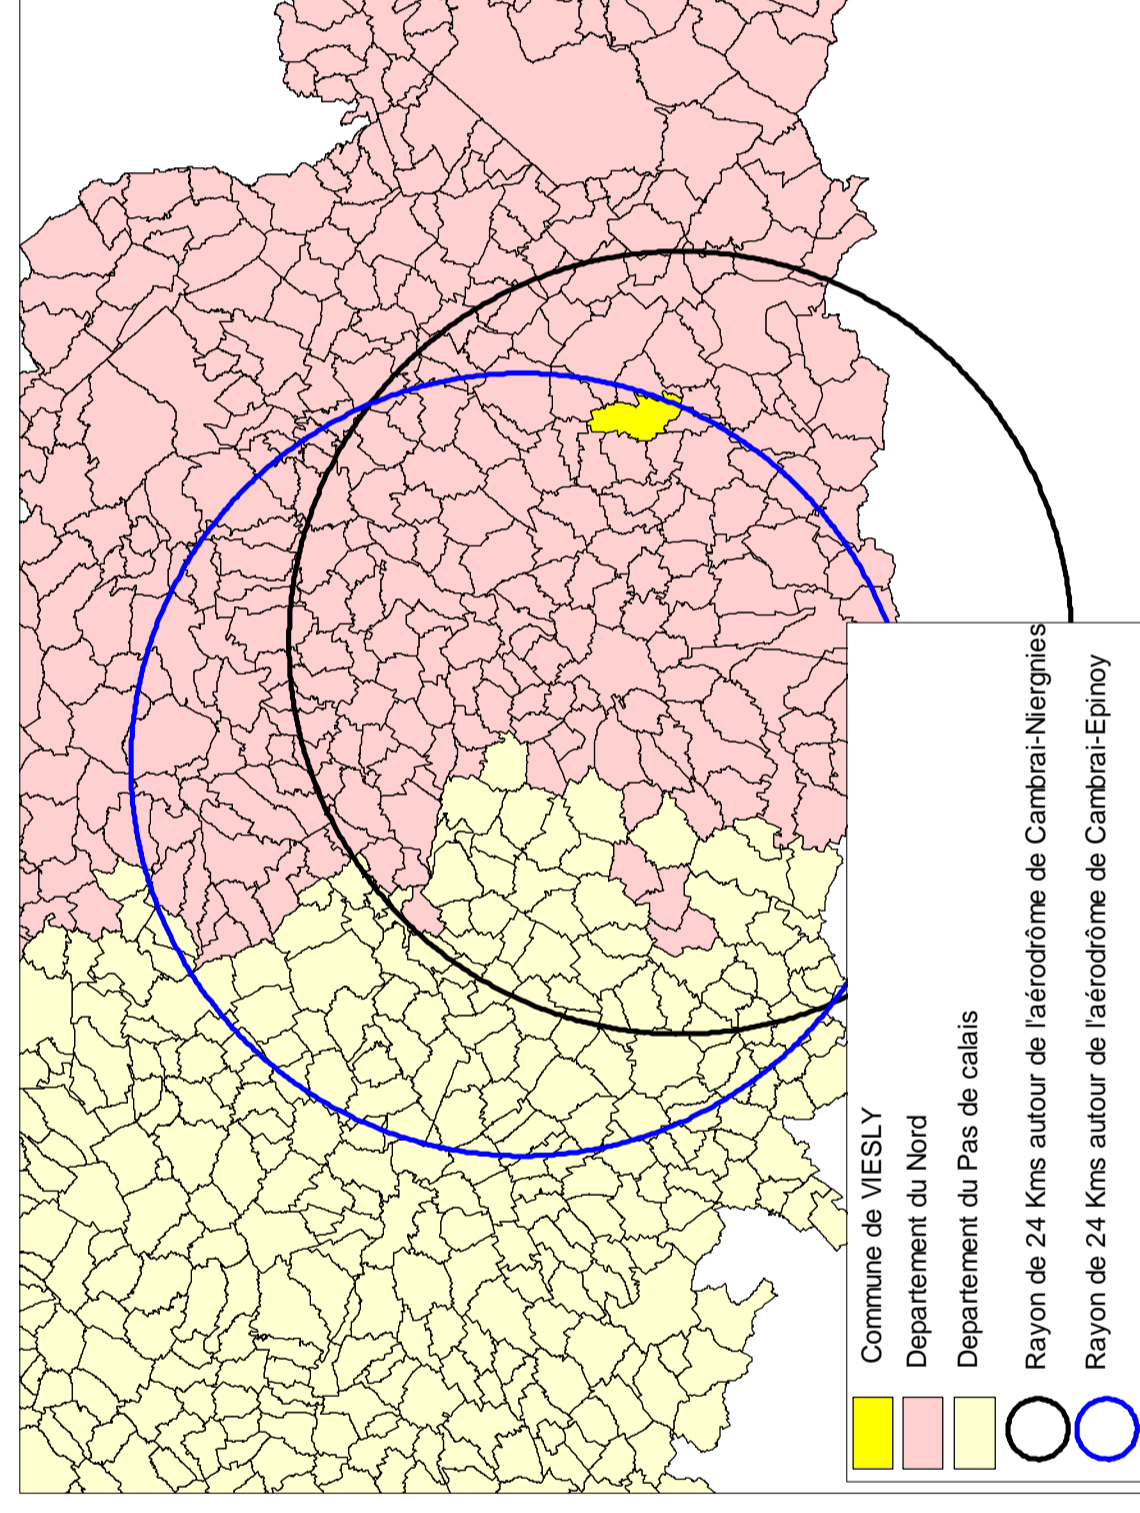 Commune de VIESLY
Departement du Nord
Departement du Pas de calais
Rayon de 24 Kms autour de l'aérodrôme de Cambrai-Niergnies
Rayon de 24 Kms autour de l'aérodrôme de Cambrai-Epinoy